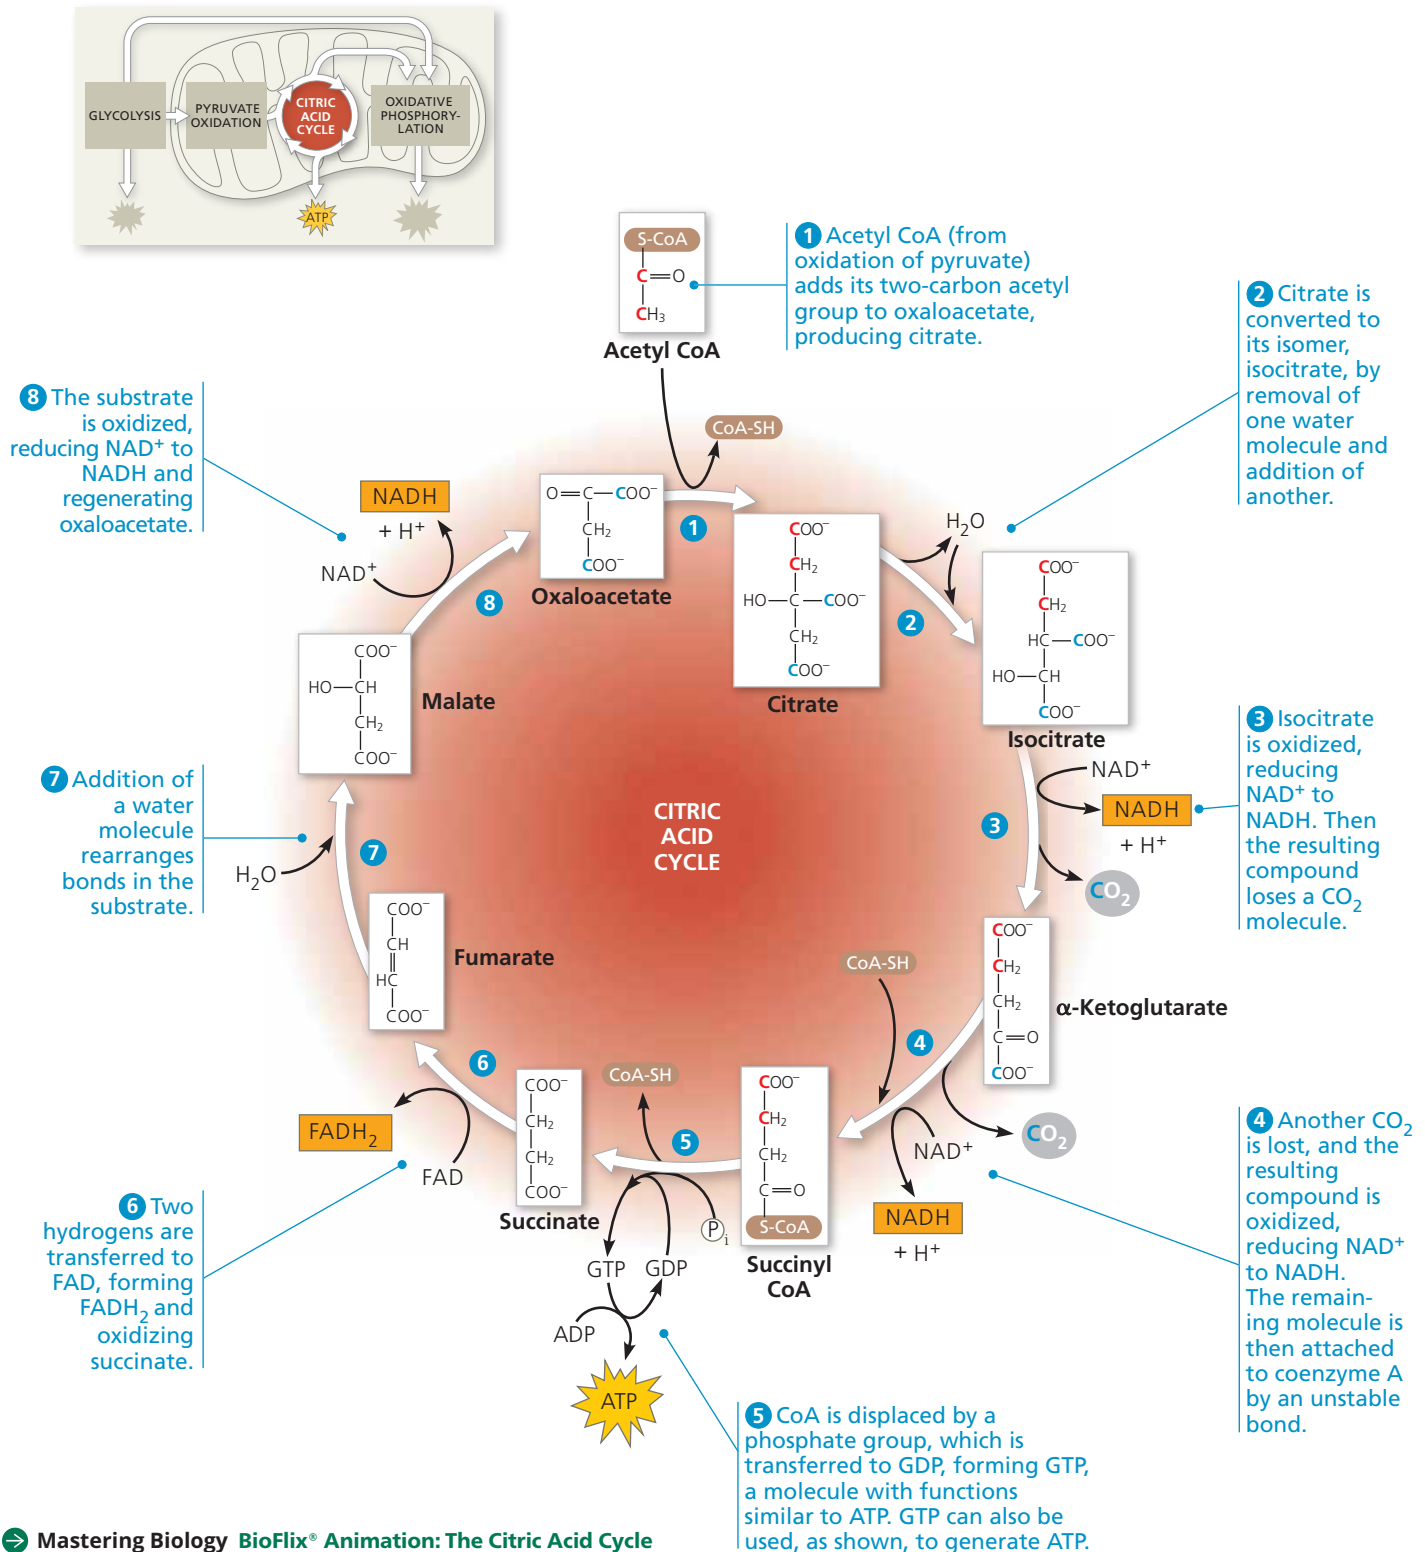 GLYCOLYSIS
PYRUVATE
OXIDATION
CITRIC
ACID
CYCLE
OXIDATIVE
PHOSPHORY-
LATION
ATP
S-CoA
C=O
CH₃
Acetyl CoA
1 Acetyl CoA (from
oxidation of pyruvate)
adds its two-carbon acetyl
group to oxaloacetate,
producing citrate.
2 Citrate is
converted to
its isomer,
isocitrate, by
removal of
one water
molecule and
addition of
another.
8 The substrate
is oxidized,
reducing NAD⁺ to
NADH and
regenerating
oxaloacetate.
CoA-SH
NADH
+ H⁺
NAD⁺
8
O=C—COO⁻
CH₂
COO⁻
Oxaloacetate
1
COO⁻
CH₂
HO—C—COO⁻
CH₂
COO⁻
Citrate
H₂O
2
COO⁻
CH₂
HC—COO⁻
HO—CH
COO⁻
Isocitrate
COO⁻
HO—CH
CH₂
COO⁻
Malate
3 Isocitrate
is oxidized,
reducing
NAD⁺ to
NADH. Then
the resulting
compound
loses a CO₂
molecule.
NAD⁺
NADH
+ H⁺
3
CO₂
7 Addition of
a water
molecule
rearranges
bonds in the
substrate.
H₂O
7
CITRIC
ACID
CYCLE
COO⁻
CH
HC
COO⁻
Fumarate
COO⁻
CH₂
CH₂
C=O
COO⁻
α-Ketoglutarate
CoA-SH
4
NAD⁺
NADH
+ H⁺
CO₂
4 Another CO₂
is lost, and the
resulting
compound is
oxidized,
reducing NAD⁺
to NADH.
The remain-
ing molecule is
then attached
to coenzyme A
by an unstable
bond.
COO⁻
CH₂
CH₂
C=O
S-CoA
Succinyl
CoA
5
CoA-SH
Pᵢ
GTP GDP
ADP
ATP
COO⁻
CH₂
CH₂
COO⁻
Succinate
6
FADH₂
FAD
6 Two
hydrogens are
transferred to
FAD, forming
FADH₂ and
oxidizing
succinate.
5 CoA is displaced by a
phosphate group, which is
transferred to GDP, forming GTP,
a molecule with functions
similar to ATP. GTP can also be
used, as shown, to generate ATP.
Mastering Biology BioFlix® Animation: The Citric Acid Cycle